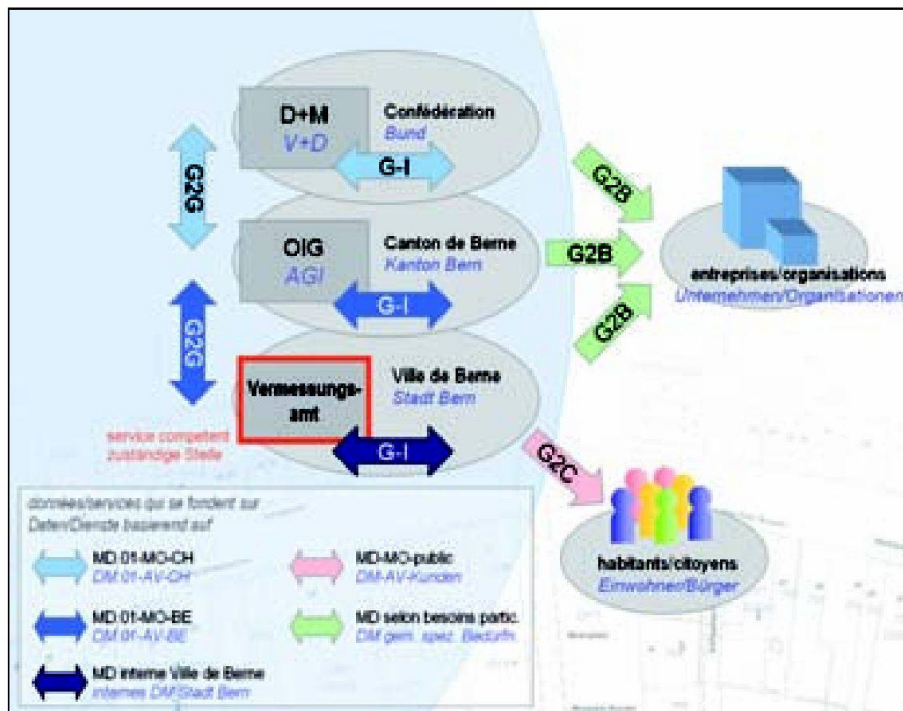 D+M
V+D
Confédération
Bund
G-I
G2G
OIG
AGI
Canton de Berne
Kanton Bern
G-I
G2G
Vermessungs-
amt
Ville de Berne
Stadt Bern
G-I
service competent
zuständige Stelle
G2B
G2B
G2B
entreprises/organisations
Unternehmen/Organisationen
G2C
habitants/citoyens
Einwohner/Bürger
données/services qui se fondent sur
Daten/Dienste basierend auf
MD.01-MO-CH
DM.01-AV-CH
MD.01-MO-BE
DM.01-AV-BE
MD interne Ville de Berne
internes DM Stadt Bern
MD-MO-public
DM-AV-Kunden
MD selon besoins partic.
DM gem. spez. Bedürfn.